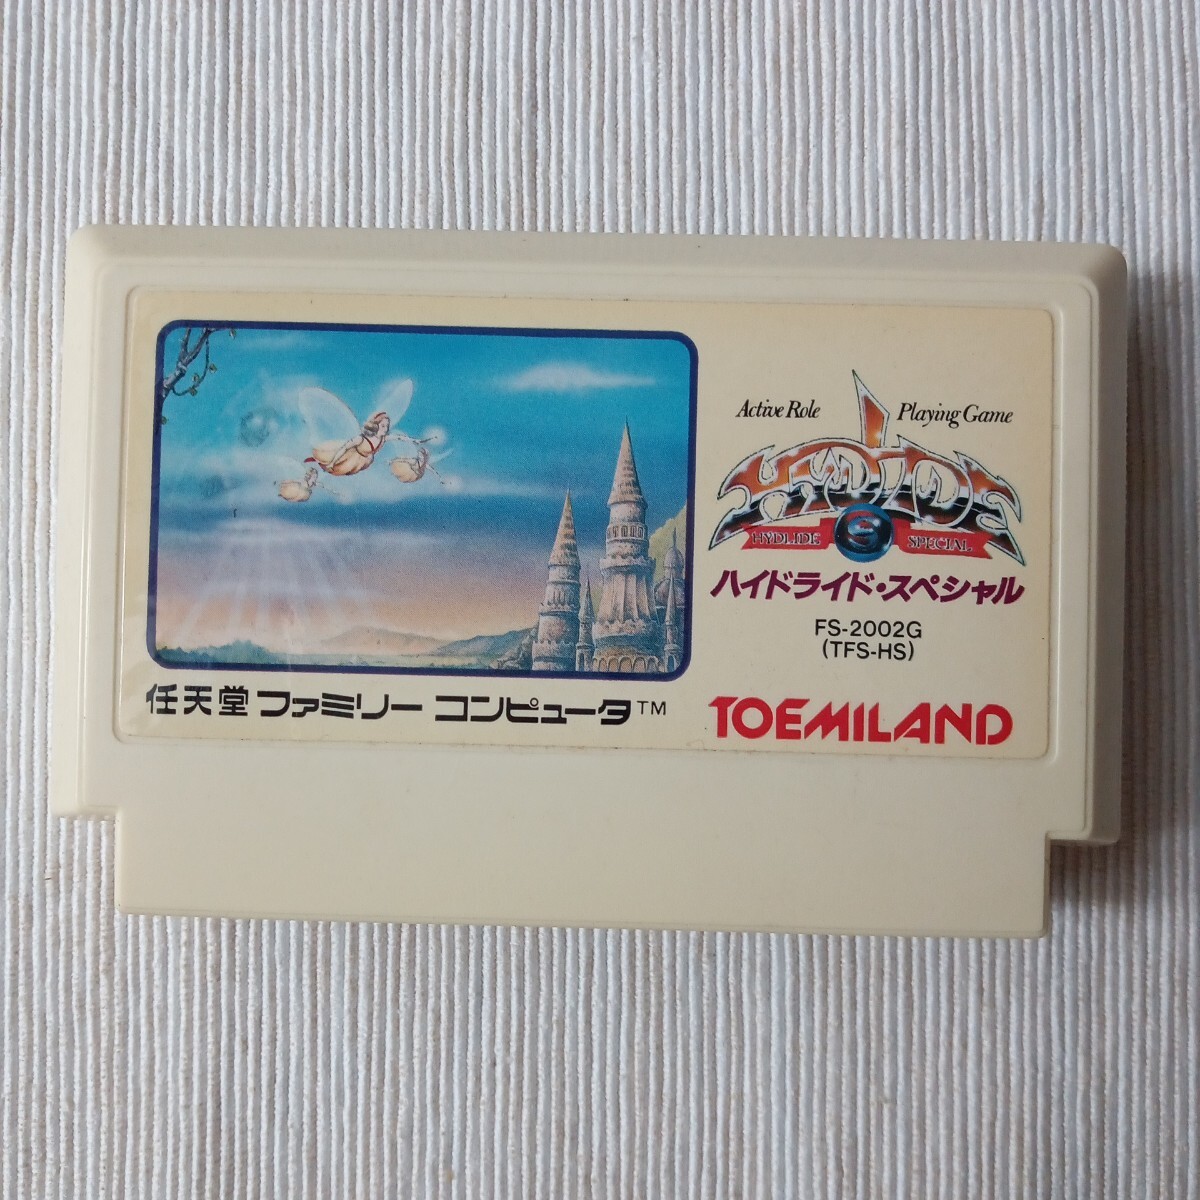 Active Role Playing Game
HYDLIDE
HYDLIDE S SPECIAL
ハイドライド・スペシャル
FS-2002G
(TFS-HS)
任天堂 ファミリー コンピュータ™
TOEMILAND